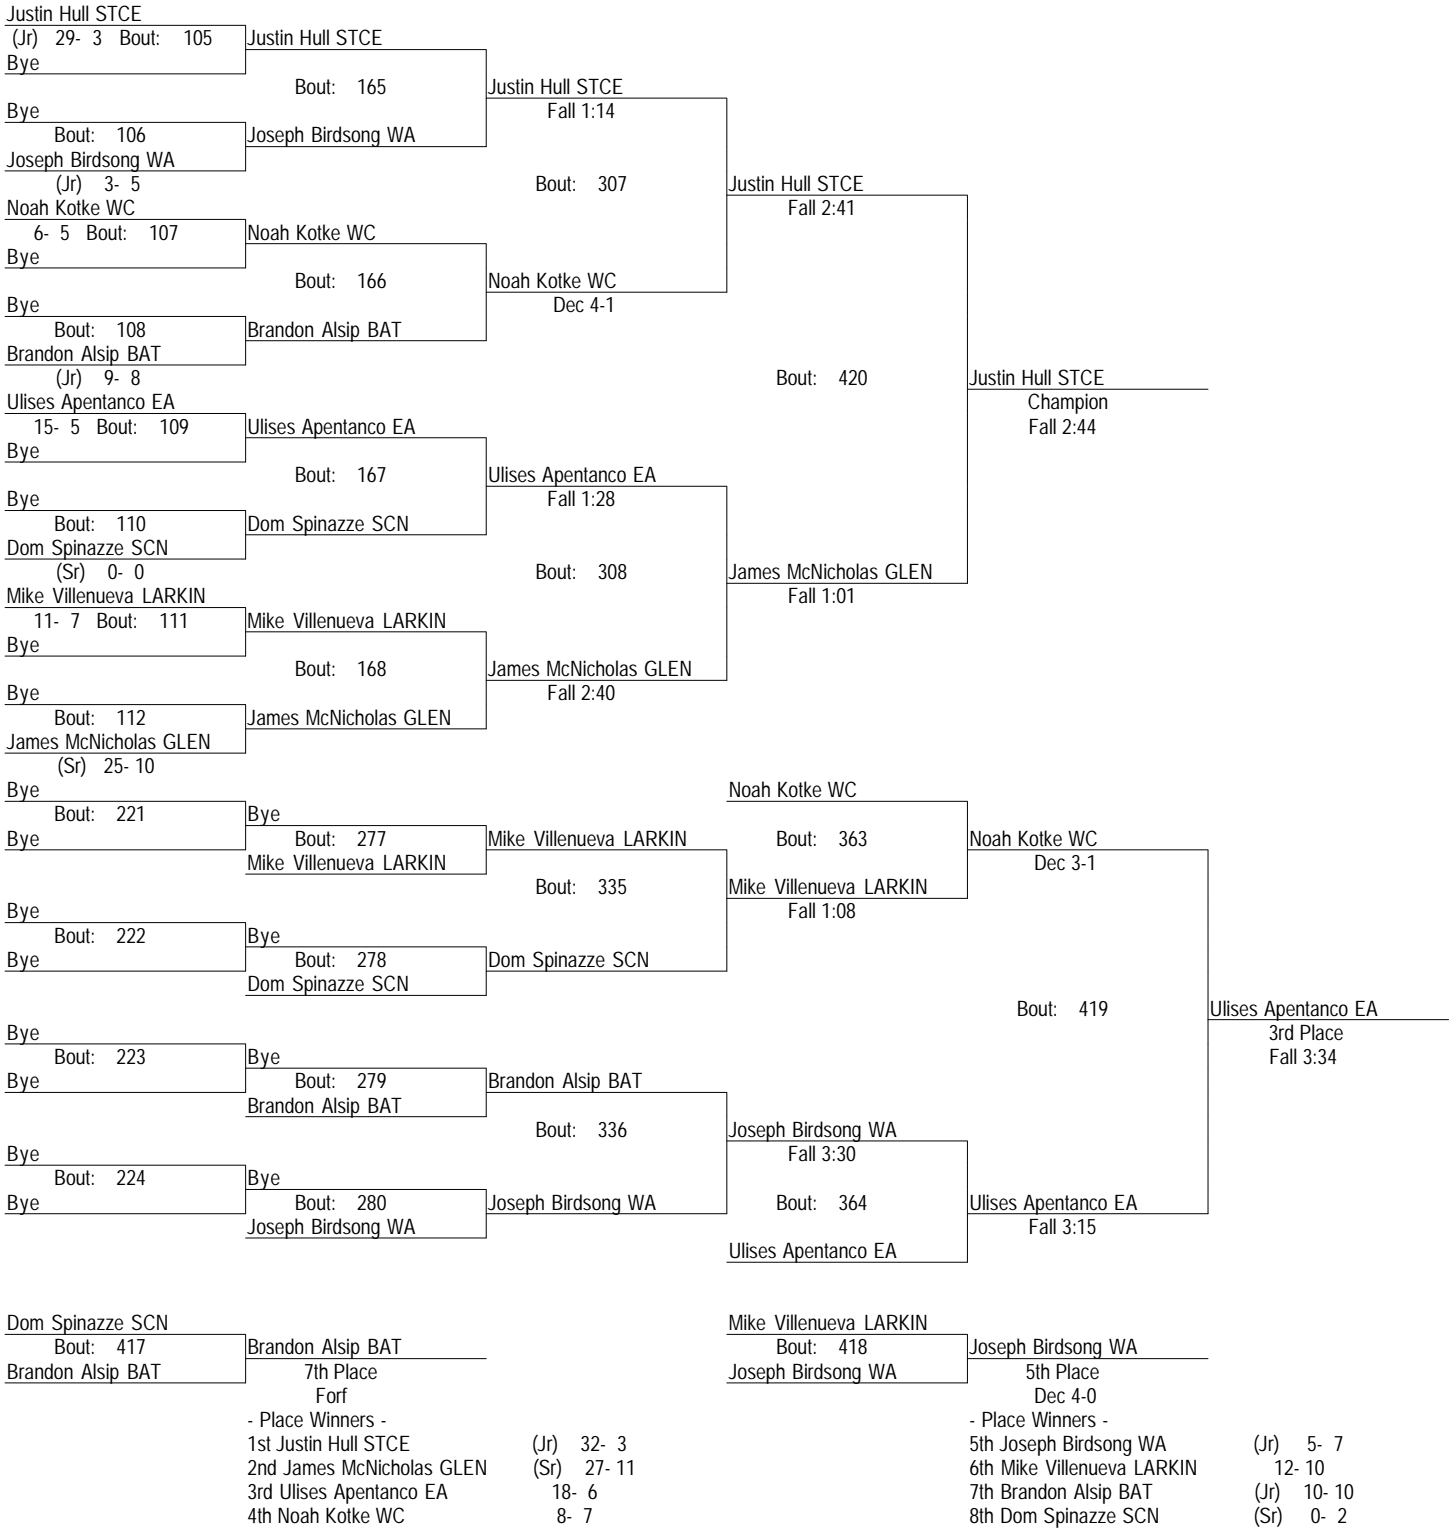 Justin Hull STCE
(Jr) 29- 3 Bout: 105 Justin Hull STCE
Bye
Bout: 165 Justin Hull STCE
Bye Fall 1:14
Bout: 106 Joseph Birdsong WA
Joseph Birdsong WA
(Jr) 3- 5 Bout: 307 Justin Hull STCE
Noah Kotke WC Fall 2:41
6- 5 Bout: 107 Noah Kotke WC
Bye
Bout: 166 Noah Kotke WC
Bye Dec 4-1
Bout: 108 Brandon Alsip BAT
Brandon Alsip BAT
(Jr) 9- 8 Bout: 420 Justin Hull STCE
Ulises Apentanco EA Champion
15- 5 Bout: 109 Ulises Apentanco EA Fall 2:44
Bye
Bout: 167 Ulises Apentanco EA
Bye Fall 1:28
Bout: 110 Dom Spinazze SCN
Dom Spinazze SCN
(Sr) 0- 0 Bout: 308 James McNicholas GLEN
Mike Villenueva LARKIN Fall 1:01
11- 7 Bout: 111 Mike Villenueva LARKIN
Bye
Bout: 168 James McNicholas GLEN
Bye Fall 2:40
Bout: 112 James McNicholas GLEN
James McNicholas GLEN
(Sr) 25- 10
Bye Noah Kotke WC
Bout: 221 Bye
Bye Bout: 277 Mike Villenueva LARKIN Bout: 363 Noah Kotke WC
Mike Villenueva LARKIN Dec 3-1
Bout: 335 Mike Villenueva LARKIN
Bye Fall 1:08
Bout: 222 Bye
Bye Bout: 278 Dom Spinazze SCN
Dom Spinazze SCN
Bout: 419 Ulises Apentanco EA
Bye 3rd Place
Bout: 223 Bye Fall 3:34
Bye Bout: 279 Brandon Alsip BAT
Brandon Alsip BAT
Bout: 336 Joseph Birdsong WA
Bye Fall 3:30
Bout: 224 Bye
Bye Bout: 280 Joseph Birdsong WA Bout: 364 Ulises Apentanco EA
Joseph Birdsong WA Fall 3:15
Ulises Apentanco EA
Dom Spinazze SCN Mike Villenueva LARKIN
Bout: 417 Brandon Alsip BAT Bout: 418 Joseph Birdsong WA
Brandon Alsip BAT 7th Place Joseph Birdsong WA 5th Place
Forf Dec 4-0
- Place Winners - - Place Winners -
1st Justin Hull STCE (Jr) 32- 3 5th Joseph Birdsong WA (Jr) 5- 7
2nd James McNicholas GLEN (Sr) 27- 11 6th Mike Villenueva LARKIN 12- 10
3rd Ulises Apentanco EA 18- 6 7th Brandon Alsip BAT (Jr) 10- 10
4th Noah Kotke WC 8- 7 8th Dom Spinazze SCN (Sr) 0- 2